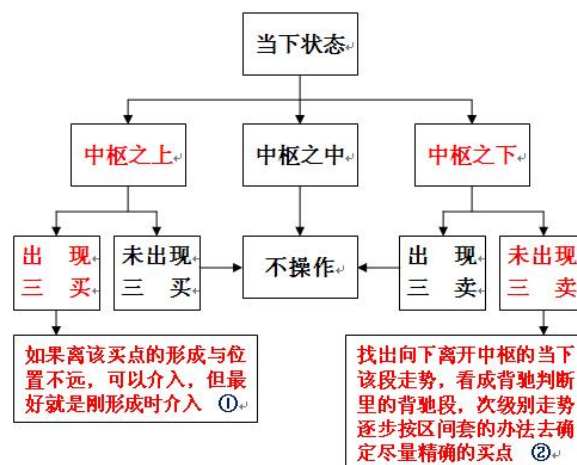 当下状态
中枢之上
中枢之中
中枢之下
出 现
三 买
未出现
三 买
不操作
出 现
三 卖
未出现
三 卖
如果离该买点的形成与位
置不远，可以介入，但最
好就是刚形成时介入 ①
找出向下离开中枢的当下
该段走势，看成背驰判断
里的背驰段，次级别走势
逐步按区间套的办法去确
定尽量精确的买点 ②